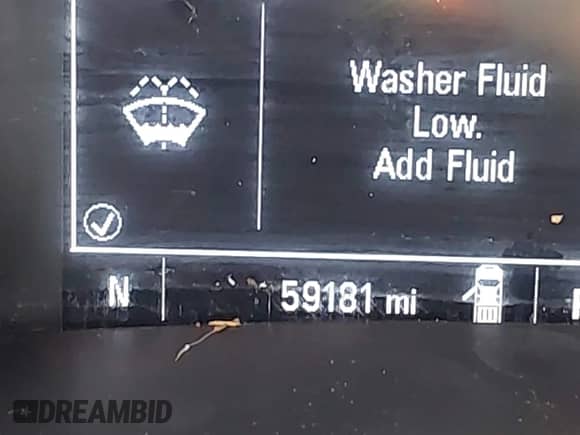 Washer Fluid
Low.
Add Fluid
N
59181 mi
DREAMBID